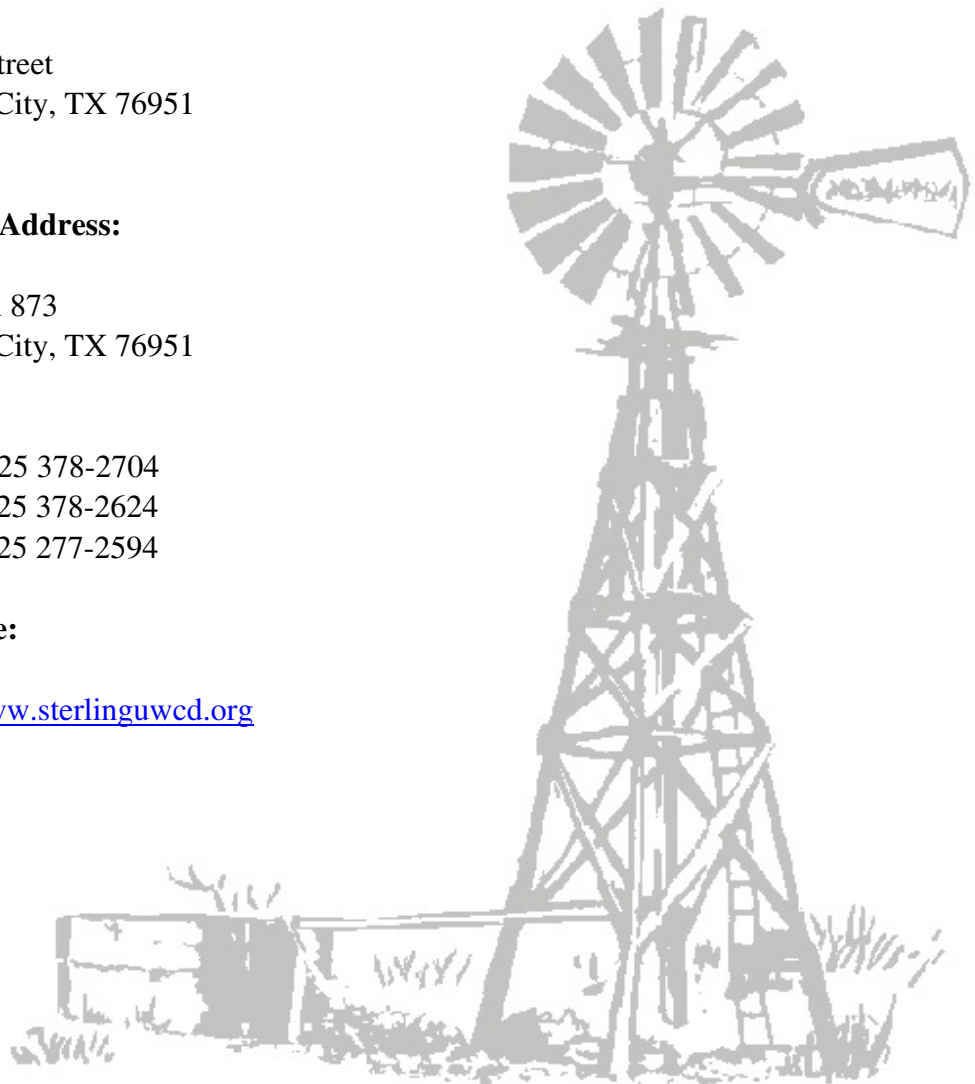 treet
City, TX 76951
Address:
873
City, TX 76951
25 378-2704
25 378-2624
25 277-2594
e:
w.sterlinguwcd.org